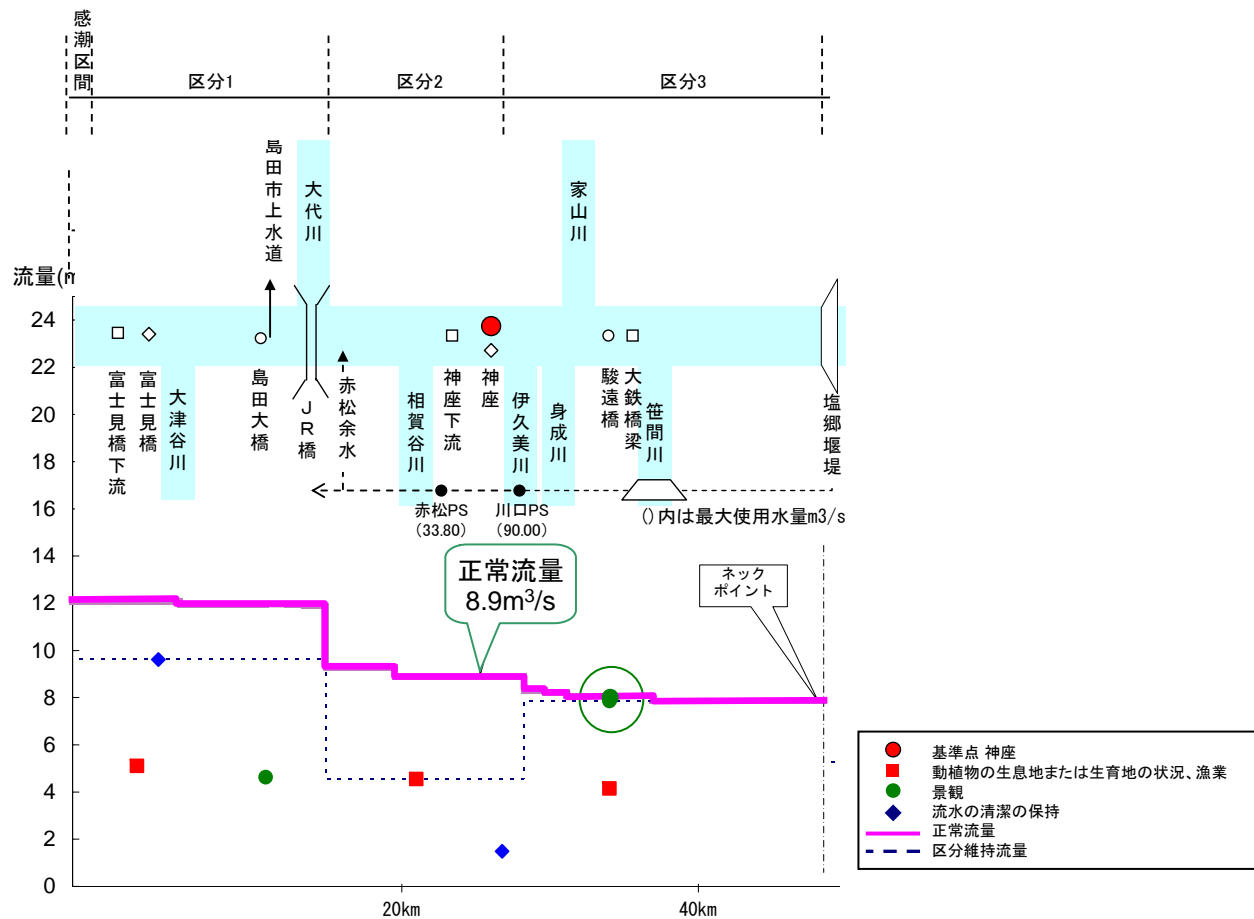 感潮区間
区分1
区分2
区分3
島田市上水道
大代川
家山川
流量(m
24
22
20
18
16
14
12
10
8
6
4
2
0
富士見橋下流
富士見橋
大津谷川
島田大橋
JR橋
赤松余水
相賀谷川
神座下流
神座
伊久美川
身成川
駿遠橋
大鉄橋梁
笹間川
塩郷堰堤
赤松PS
(33.80)
川口PS
(90.00)
()内は最大使用水量m3/s
正常流量
8.9m³/s
ネック
ポイント
20km
40km
基準点 神座
動植物の生息地または生育地の状況、漁業
景観
流水の清潔の保持
正常流量
区分維持流量